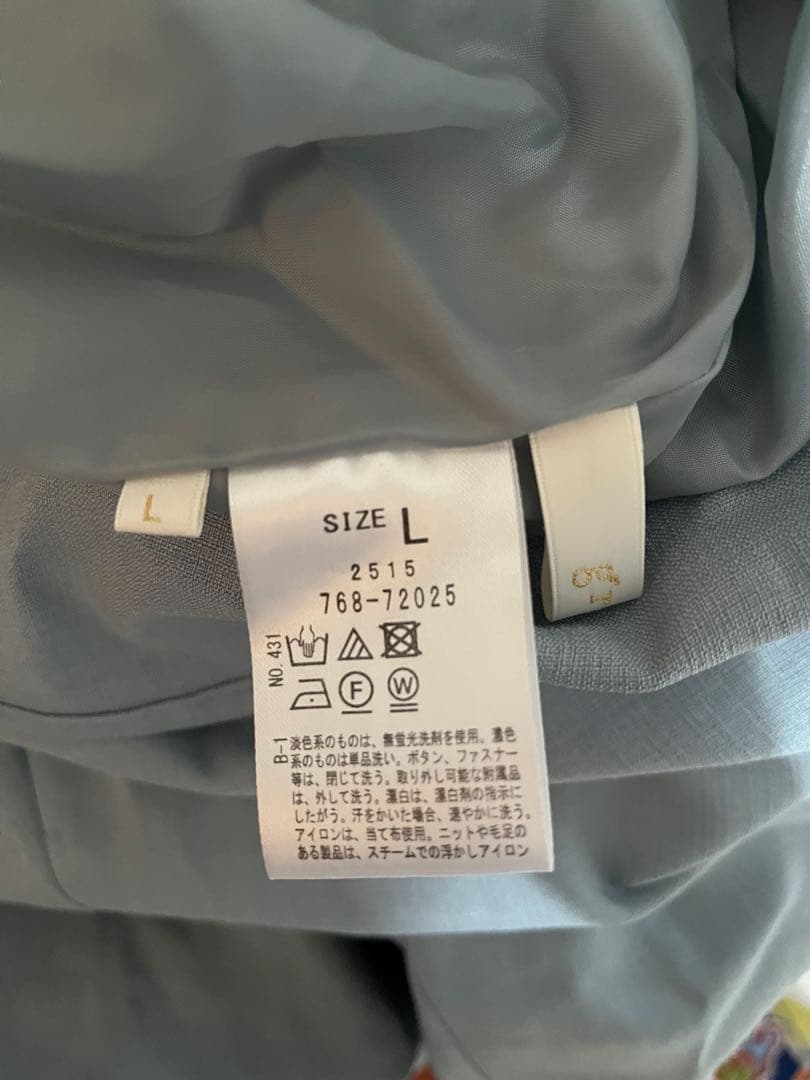 L
SIZE L
2515
768-72025
NO.431
F
W
B-1
淡色系のものは、無蛍光洗剤を使用。濃色
系のものは単品洗い。ボタン、ファスナー
等は、閉じて洗う。取り外し可能な附属品
は、外して洗う。漂白は、漂白剤の指示に
したがう。汗をかいた場合、速やかに洗う。
アイロンは、当て布使用。ニットや毛足の
ある製品は、スチームでの浮かしアイロン